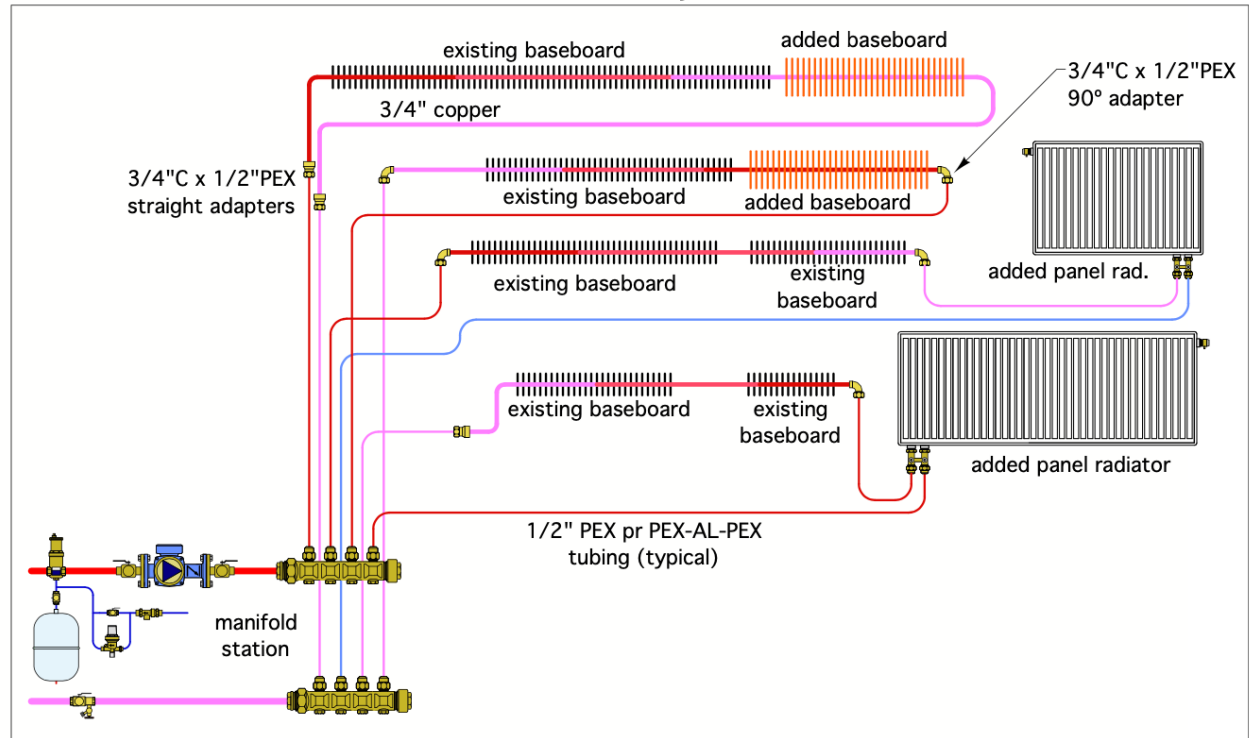 existing baseboard
added baseboard
3/4"C x 1/2"PEX
90º adapter
3/4" copper
3/4"C x 1/2"PEX
straight adapters
existing baseboard
added baseboard
existing baseboard
existing
baseboard
added panel rad.
existing baseboard
existing
baseboard
added panel radiator
1/2" PEX pr PEX-AL-PEX
tubing (typical)
manifold
station